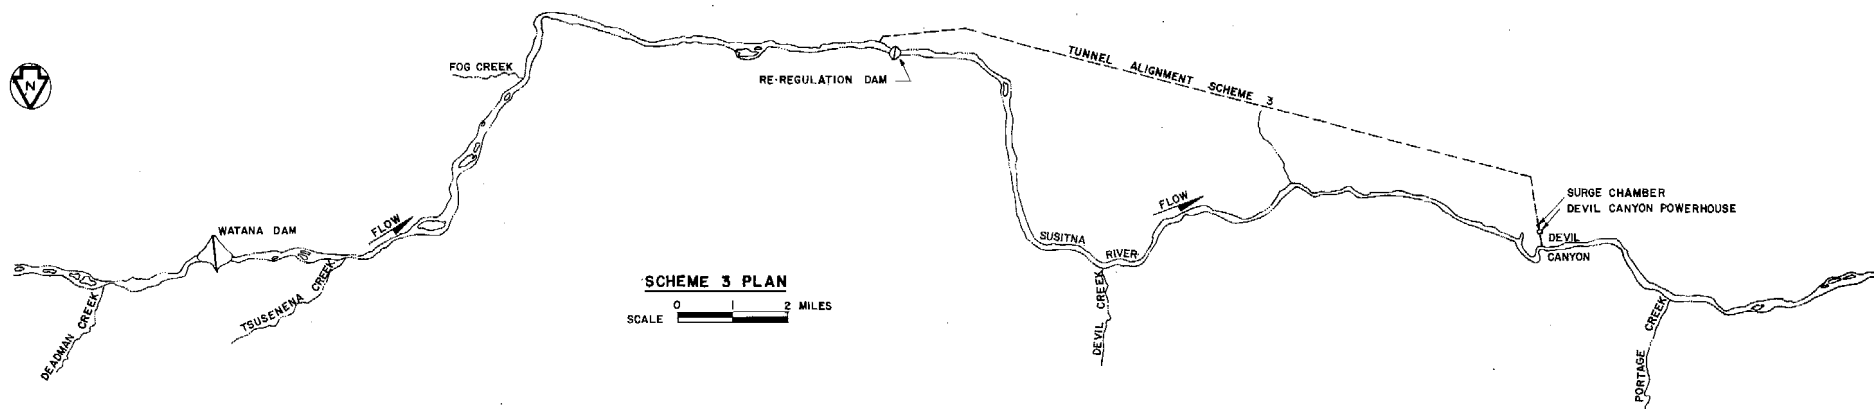 FOG CREEK
N
RE-REGULATION DAM
TUNNEL ALIGNMENT SCHEME 3
WATANA DAM
FLOW
FLOW
SURGE CHAMBER
DEVIL CANYON POWERHOUSE
SUSITNA RIVER
DEVIL
CANYON
DEADMAN CREEK
TSUSENENA CREEK
SCHEME 3 PLAN
0 1 2 MILES
SCALE
DEVIL CREEK
PORTAGE CREEK